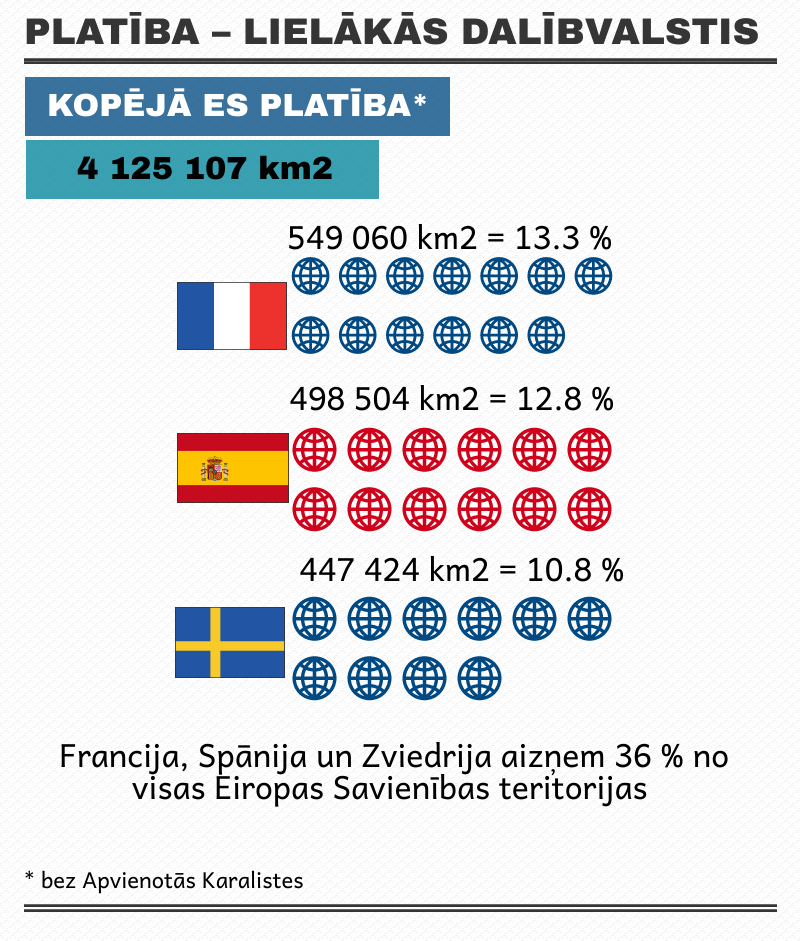 PLATĪBA – LIELĀKĀS DALĪBVALSTIS
KOPĒJĀ ES PLATĪBA*
4 125 107 km2
549 060 km2 = 13.3 %
498 504 km2 = 12.8 %
447 424 km2 = 10.8 %
Francija, Spānija un Zviedrija aizņem 36 % no
visas Eiropas Savienības teritorijas
* bez Apvienotās Karalistes